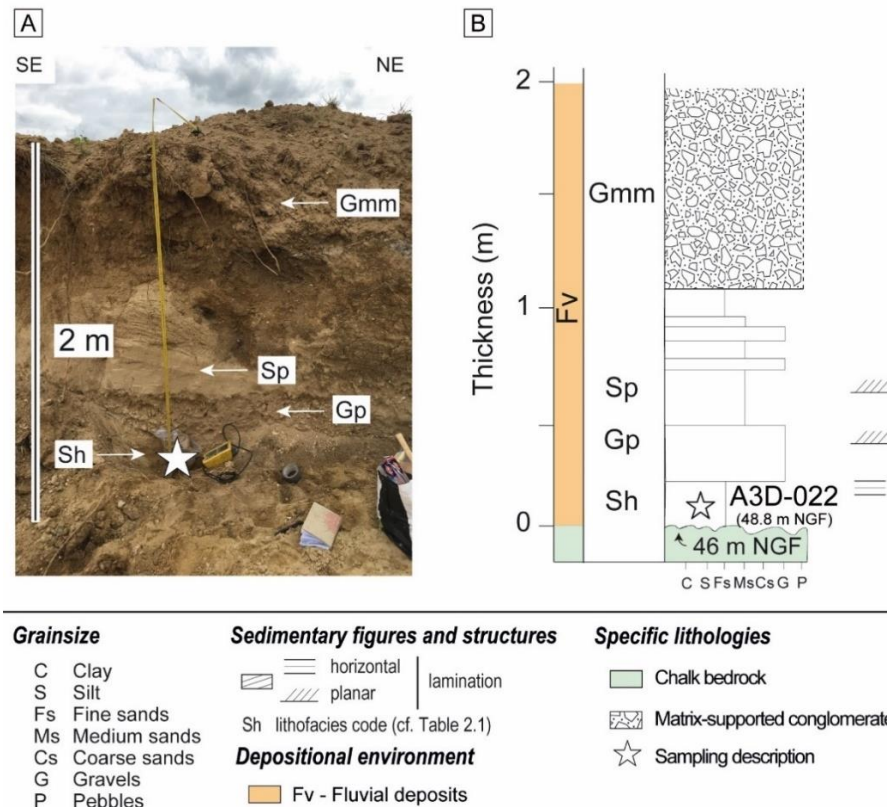 A
SE
NE
Gmm
2 m
Sp
Gp
Sh
B
Thickness (m)
2
1
0
Fv
Gmm
Sp
Gp
Sh
A3D-022
(48.8 m NGF)
46 m NGF
C S Fs Ms Cs G P
Grainsize
C Clay
S Silt
Fs Fine sands
Ms Medium sands
Cs Coarse sands
G Gravels
P Pebbles
Sedimentary figures and structures
horizontal
planar
lamination
Sh lithofacies code (cf. Table 2.1)
Depositional environment
Fv - Fluvial deposits
Specific lithologies
Chalk bedrock
Matrix-supported conglomerate
Sampling description